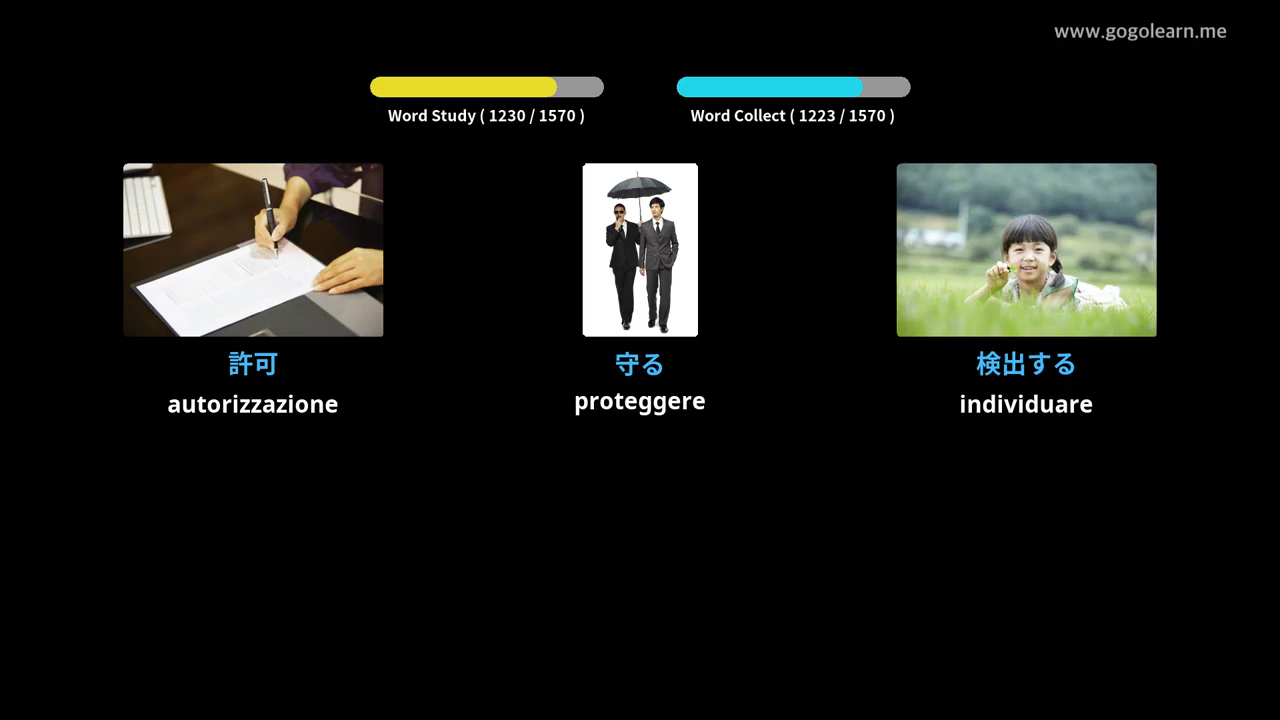 www.gogolearn.me
Word Study ( 1230 / 1570 )
Word Collect ( 1223 / 1570 )
許可
autorizzazione
守る
proteggere
検出する
individuare